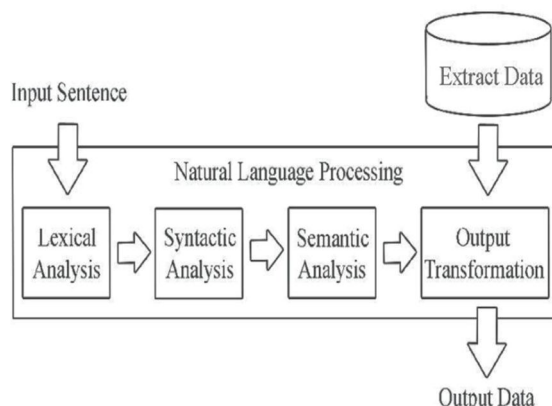 Extract Data
Input Sentence
Natural Language Processing
Lexical
Analysis
Syntactic
Analysis
Semantic
Analysis
Output
Transformation
Output Data